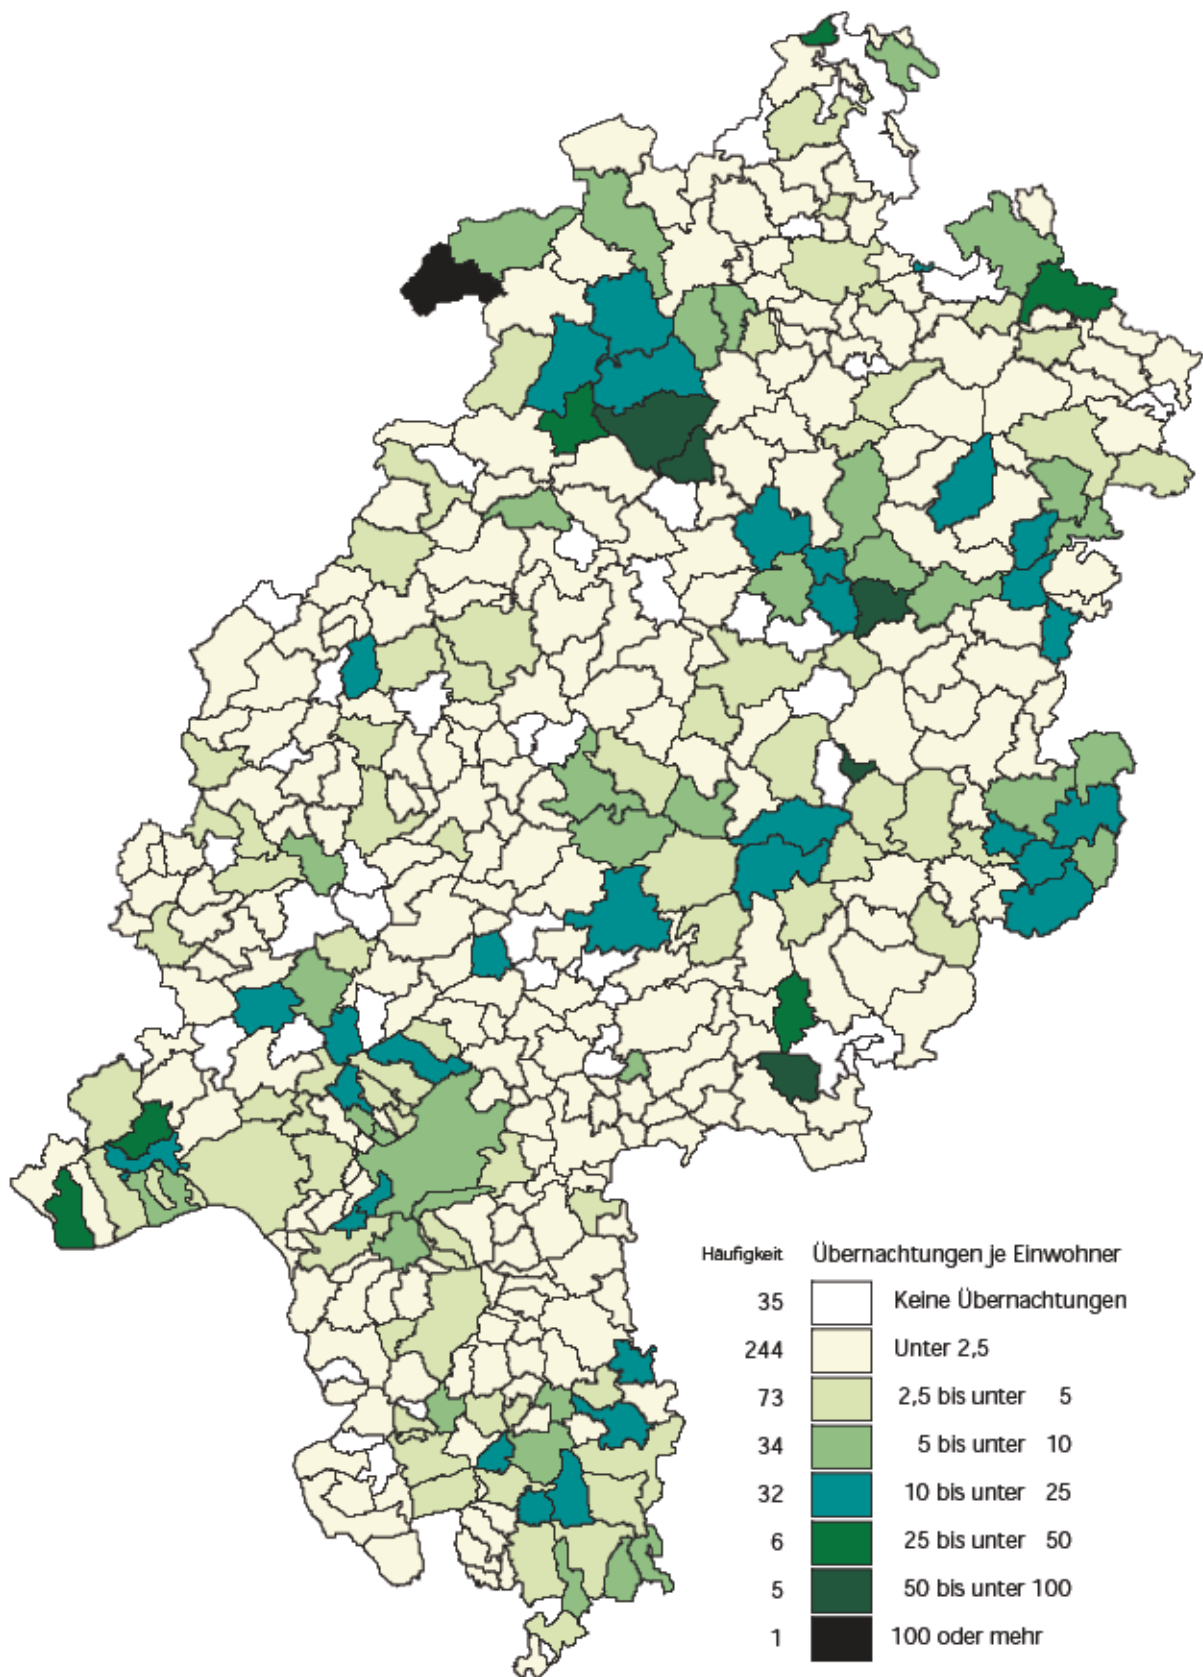 Häufigkeit Übernachtungen je Einwohner
35 Keine Übernachtungen
244 Unter 2,5
73 2,5 bis unter 5
34 5 bis unter 10
32 10 bis unter 25
6 25 bis unter 50
5 50 bis unter 100
1 100 oder mehr